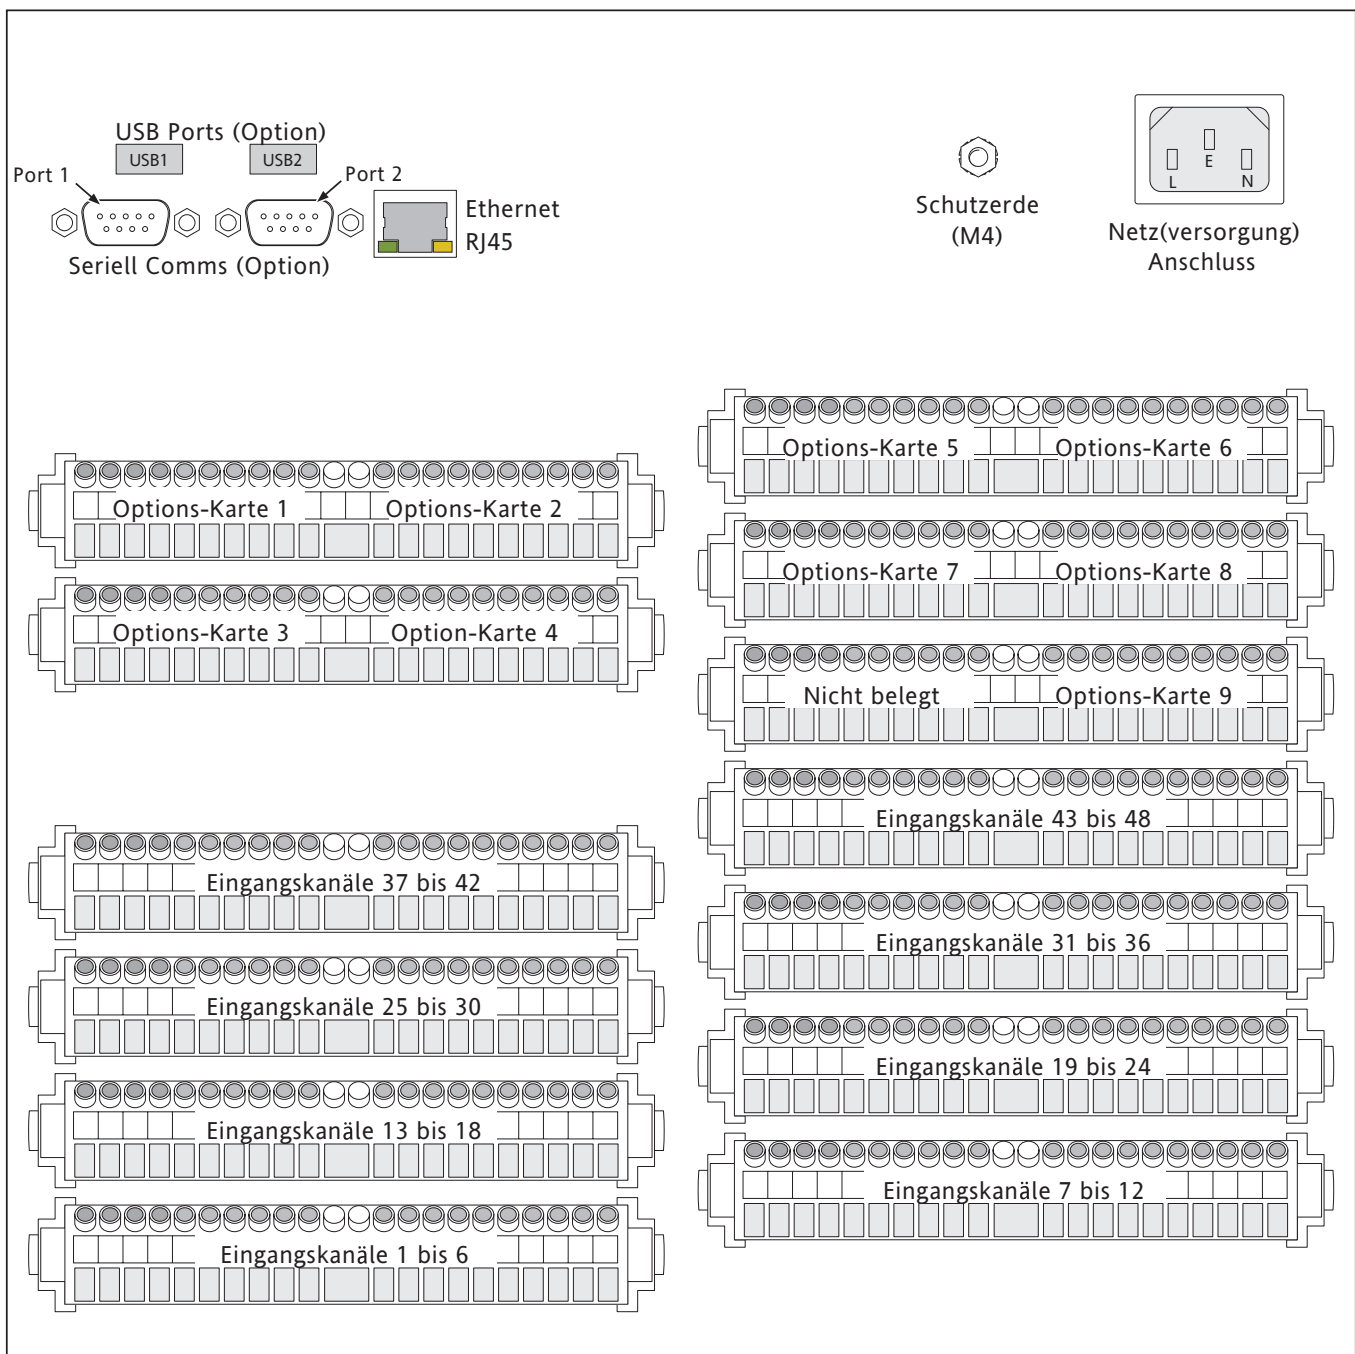 USB Ports (Option)
USB1
USB2
Port 1
Port 2
Ethernet
RJ45
Seriell Comms (Option)
Schutzerde
(M4)
L
E
N
Netz(versorgung)
Anschluss
Options-Karte 1
Options-Karte 2
Options-Karte 3
Option-Karte 4
Eingangskanäle 37 bis 42
Eingangskanäle 25 bis 30
Eingangskanäle 13 bis 18
Eingangskanäle 1 bis 6
Options-Karte 5
Options-Karte 6
Options-Karte 7
Options-Karte 8
Nicht belegt
Options-Karte 9
Eingangskanäle 43 bis 48
Eingangskanäle 31 bis 36
Eingangskanäle 19 bis 24
Eingangskanäle 7 bis 12